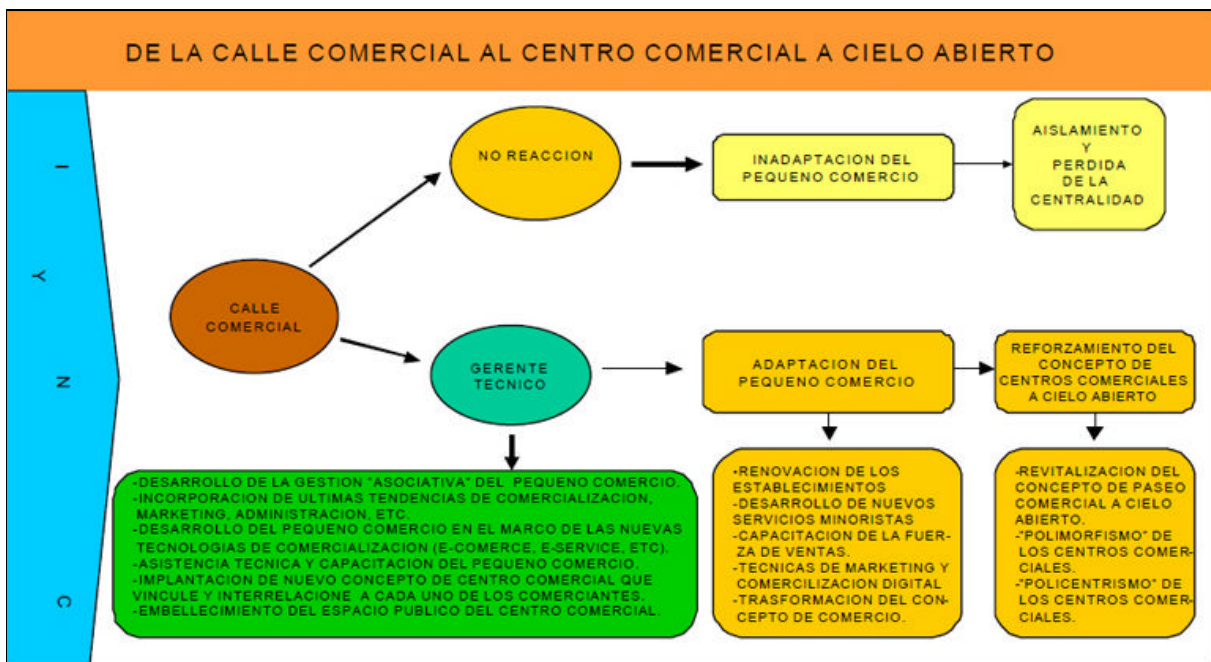 DE LA CALLE COMERCIAL AL CENTRO COMERCIAL A CIELO ABIERTO
I
Y
N
C
NO REACCION
INADAPTACION DEL
PEQUENO COMERCIO
AISLAMIENTO
Y
PERDIDA
DE LA
CENTRALIDAD
CALLE
COMERCIAL
GERENTE
TECNICO
ADAPTACION DEL
PEQUENO COMERCIO
REFORZAMIENTO DEL
CONCEPTO DE
CENTROS COMERCIALES
A CIELO ABIERTO
-DESARROLLO DE LA GESTION "ASOCIATIVA" DEL PEQUENO COMERCIO.
-INCORPORACION DE ULTIMAS TENDENCIAS DE COMERCIALIZACION,
MARKETING, ADMINISTRACION, ETC.
-DESARROLLO DEL PEQUENO COMERCIO EN EL MARCO DE LAS NUEVAS
TECNOLOGIAS DE COMERCIALIZACION (E-COMERCE, E-SERVICE, ETC).
-ASISTENCIA TECNICA Y CAPACITACION DEL PEQUENO COMERCIO.
-IMPLANTACION DE NUEVO CONCEPTO DE CENTRO COMERCIAL QUE
VINCULE Y INTERRELACIONE A CADA UNO DE LOS COMERCIANTES.
-EMBELLECIMIENTO DEL ESPACIO PUBLICO DEL CENTRO COMERCIAL.
•RENOVACION DE LOS
ESTABLECIMIENTOS
-DESARROLLO DE NUEVOS
SERVICIOS MINORISTAS
-CAPACITACION DE LA FUER-
ZA DE VENTAS.
-TECNICAS DE MARKETING Y
COMERCILIZACION DIGITAL
-TRASFORMACION DEL CON-
CEPTO DE COMERCIO.
-REVITALIZACION DEL
CONCEPTO DE PASEO
COMERCIAL A CIELO
ABIERTO.
-"POLIMORFISMO" DE
LOS CENTROS COMER-
CIALES.
-"POLICENTRISMO" DE
LOS CENTROS COMER-
CIALES.